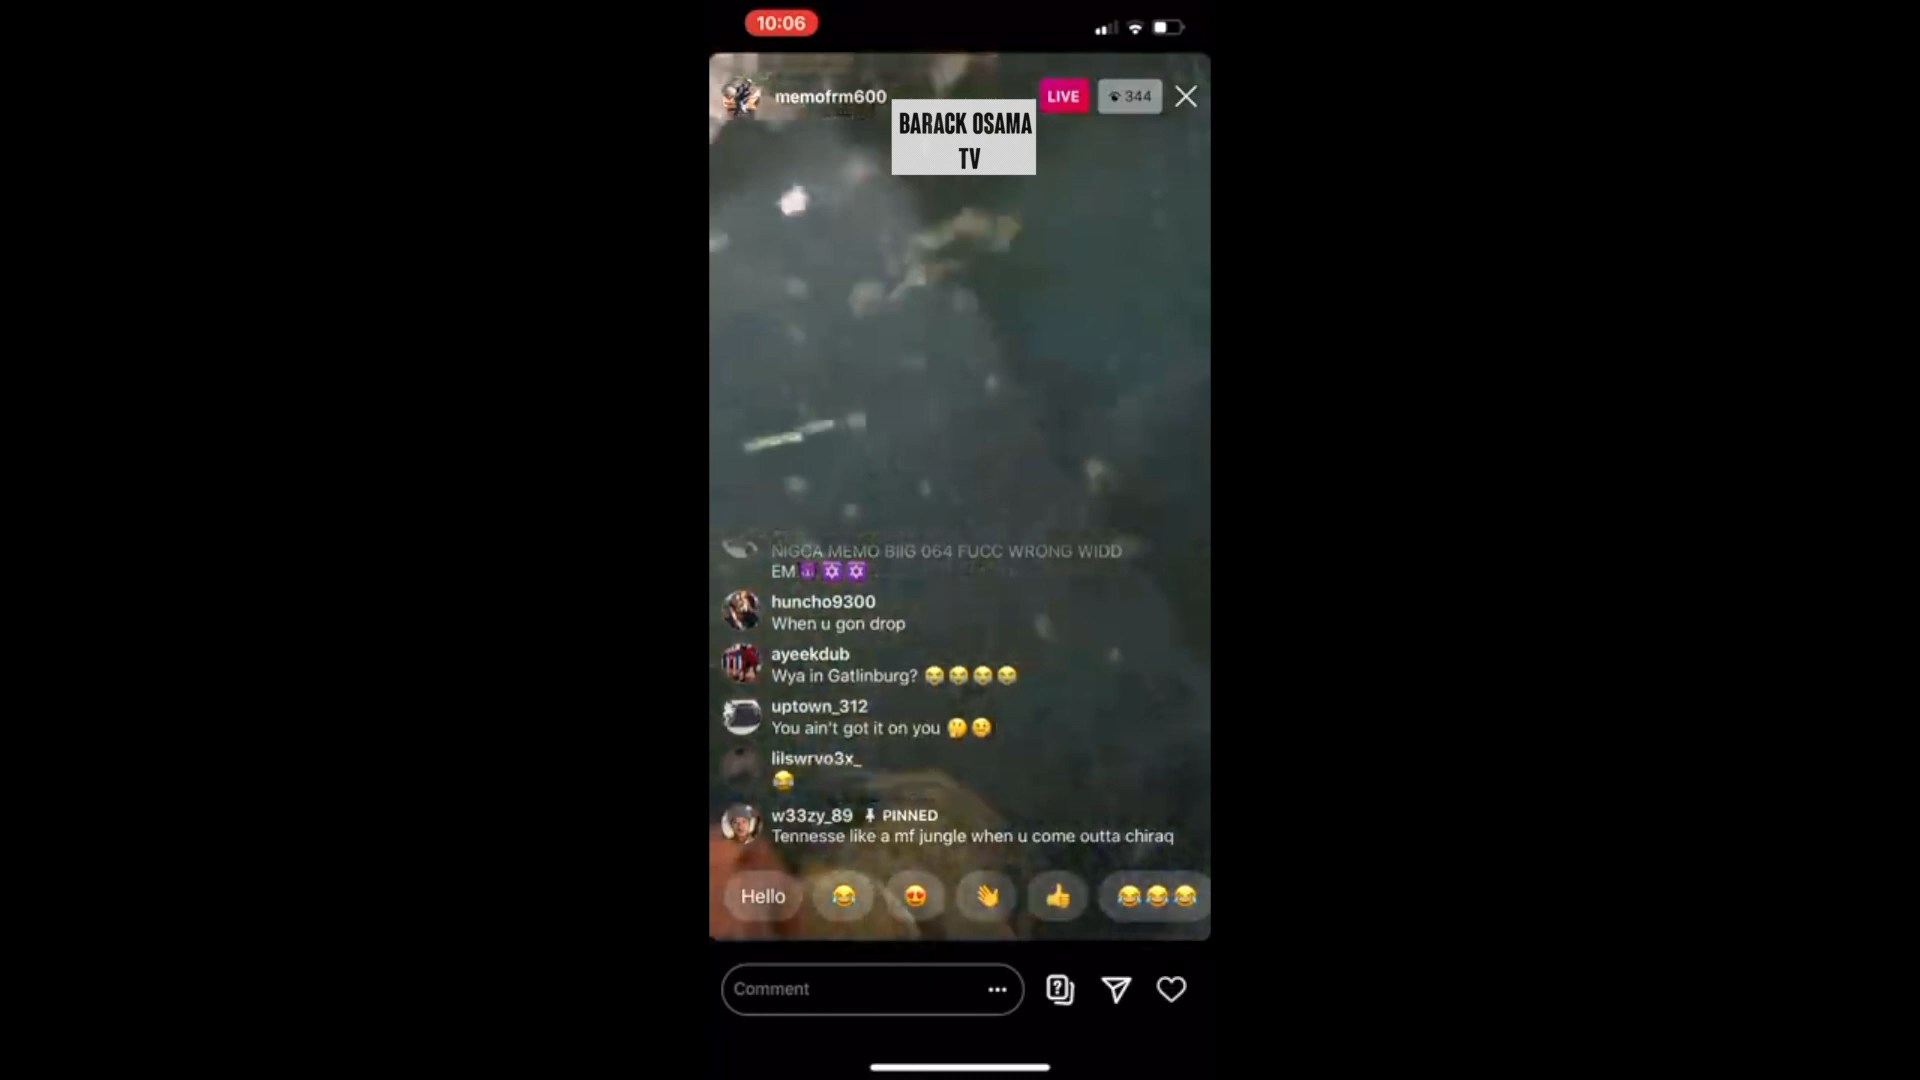 10:06
memofrm600
LIVE
344
BARACK OSAMA
TV
NIGCA MEMO BIIG 064 FUCC WRONG WIDD
EM
huncho9300
When u gon drop
ayeekdub
Wya in Gatlinburg? 😂😂😂😂
uptown_312
You ain't got it on you 🤔🤨
lilswrvo3x_
😂
w33zy_89 PINNED
Tennesse like a mf jungle when u come outta chiraq
Hello 😂 😍 👋 👍 😂😂😂
Comment